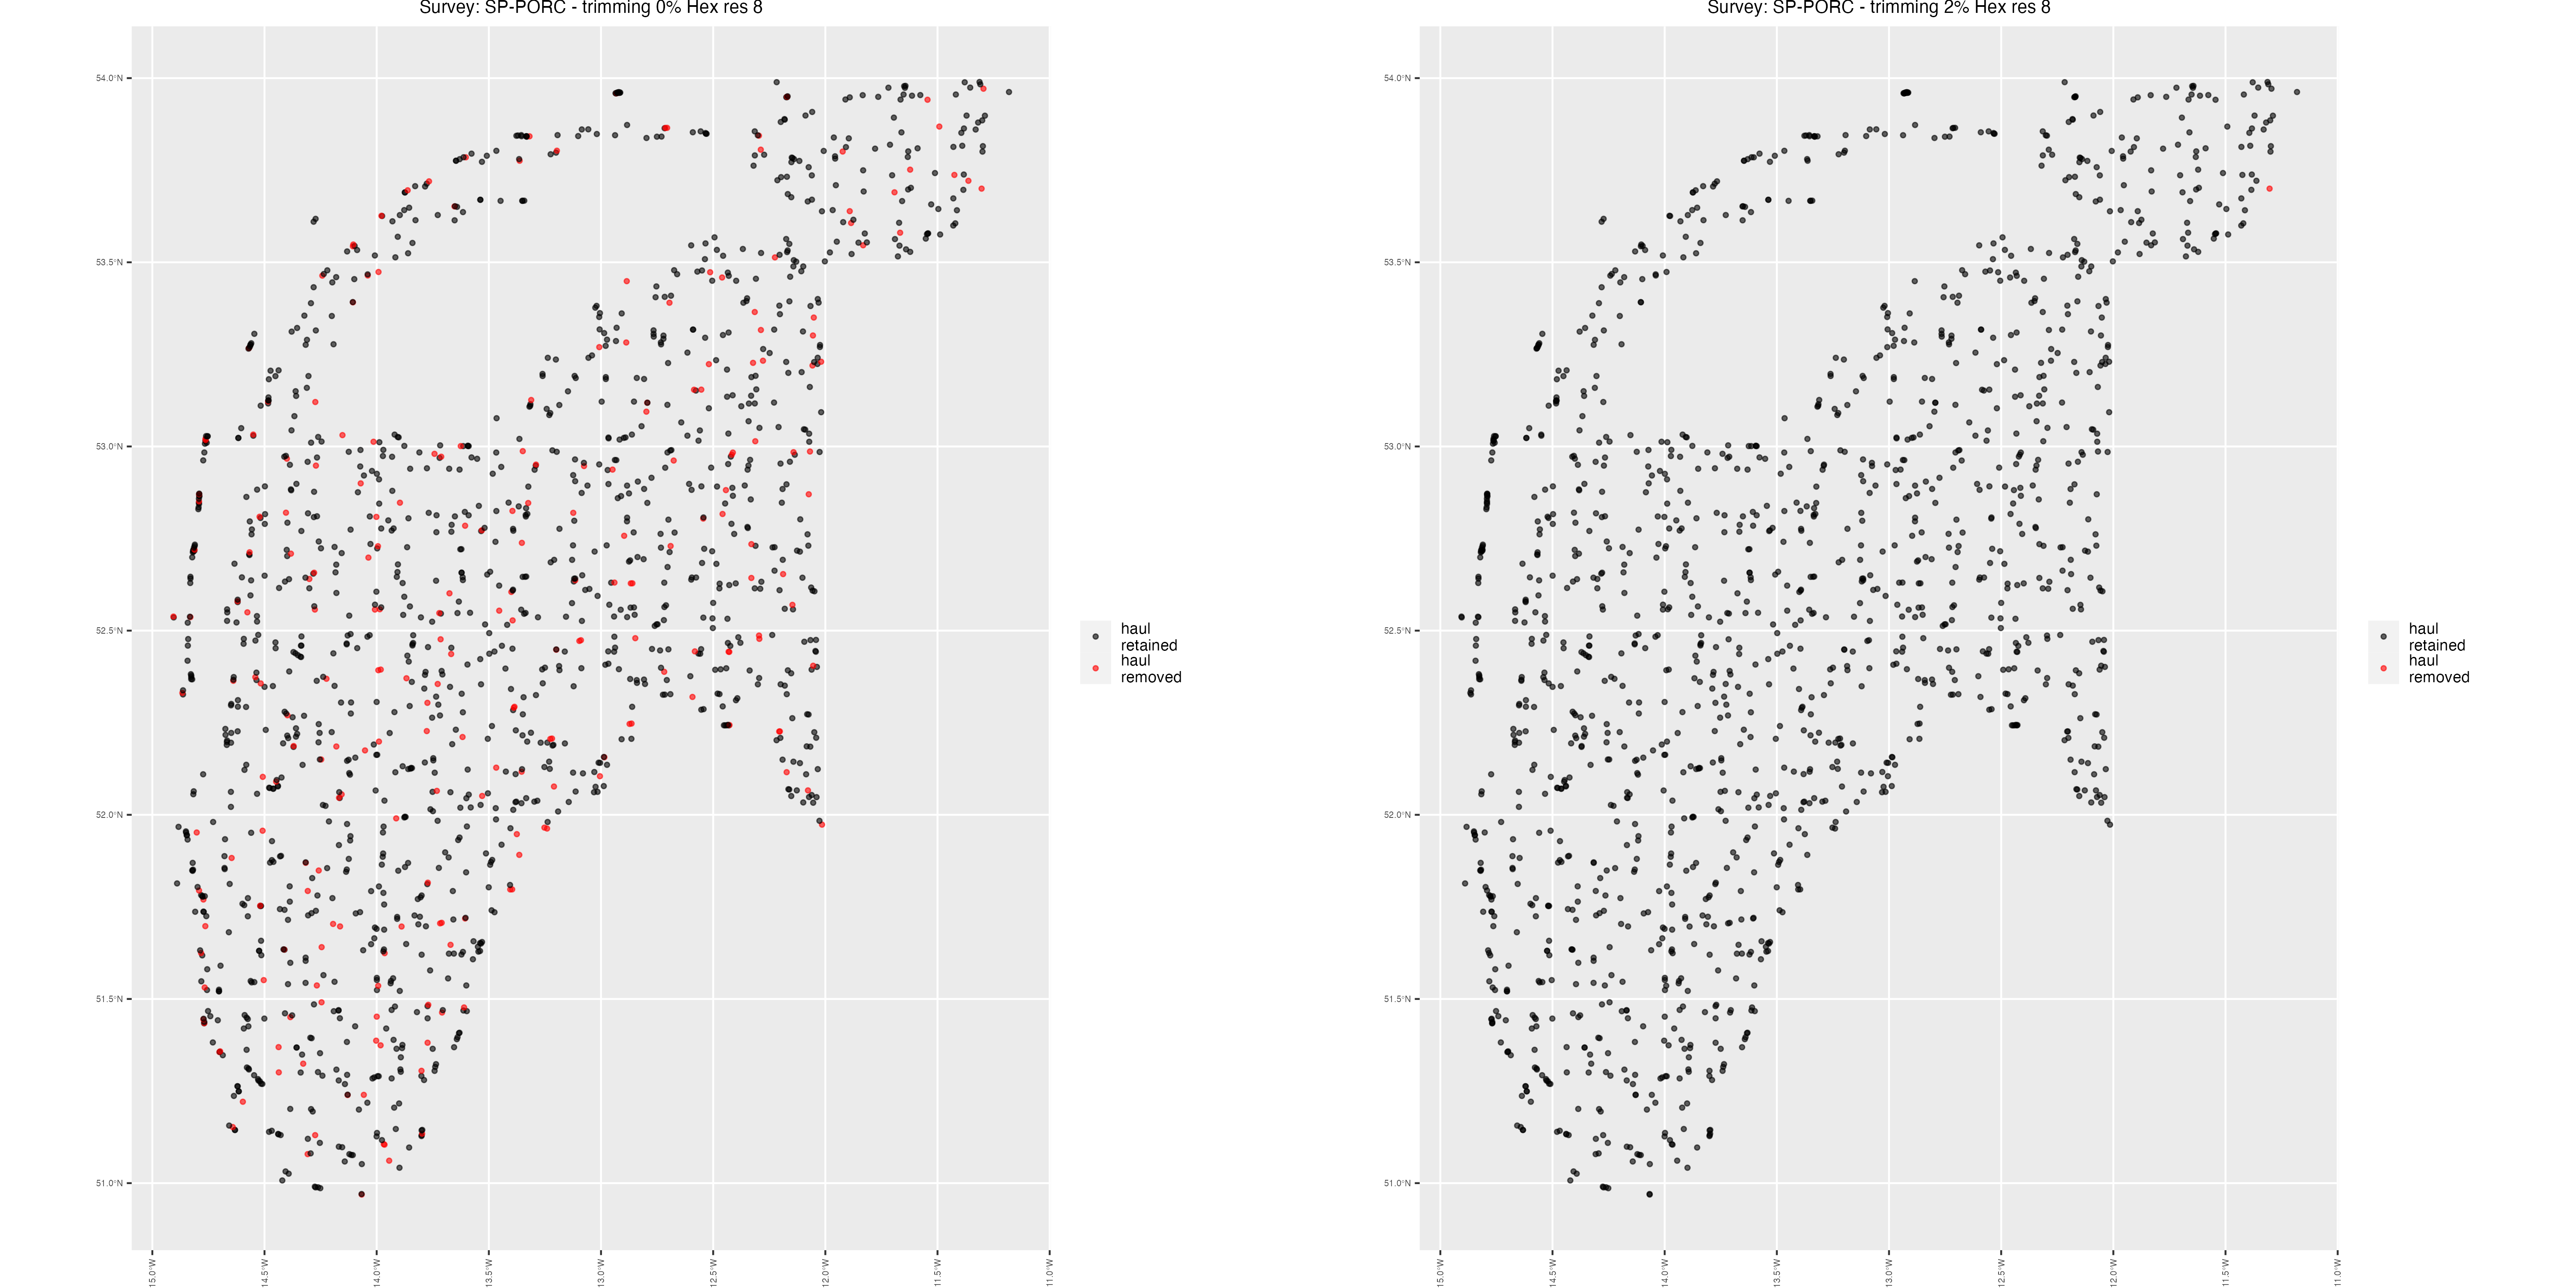 Survey: SP-PORC - trimming 0% Hex res 8
54.0°N
53.5°N
53.0°N
52.5°N
52.0°N
51.5°N
51.0°N
15.0°W
14.5°W
14.0°W
13.5°W
13.0°W
12.5°W
12.0°W
11.5°W
11.0°W
haul
retained
haul
removed
Survey: SP-PORC - trimming 2% Hex res 8
54.0°N
53.5°N
53.0°N
52.5°N
52.0°N
51.5°N
51.0°N
15.0°W
14.5°W
14.0°W
13.5°W
13.0°W
12.5°W
12.0°W
11.5°W
11.0°W
haul
retained
haul
removed